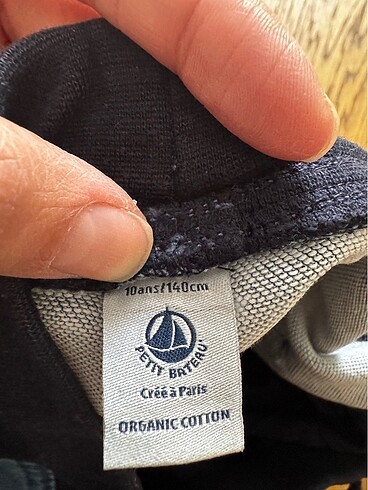 10ans/140cm
PETIT BATEAU
Créé à Paris
ORGANIC COTTON